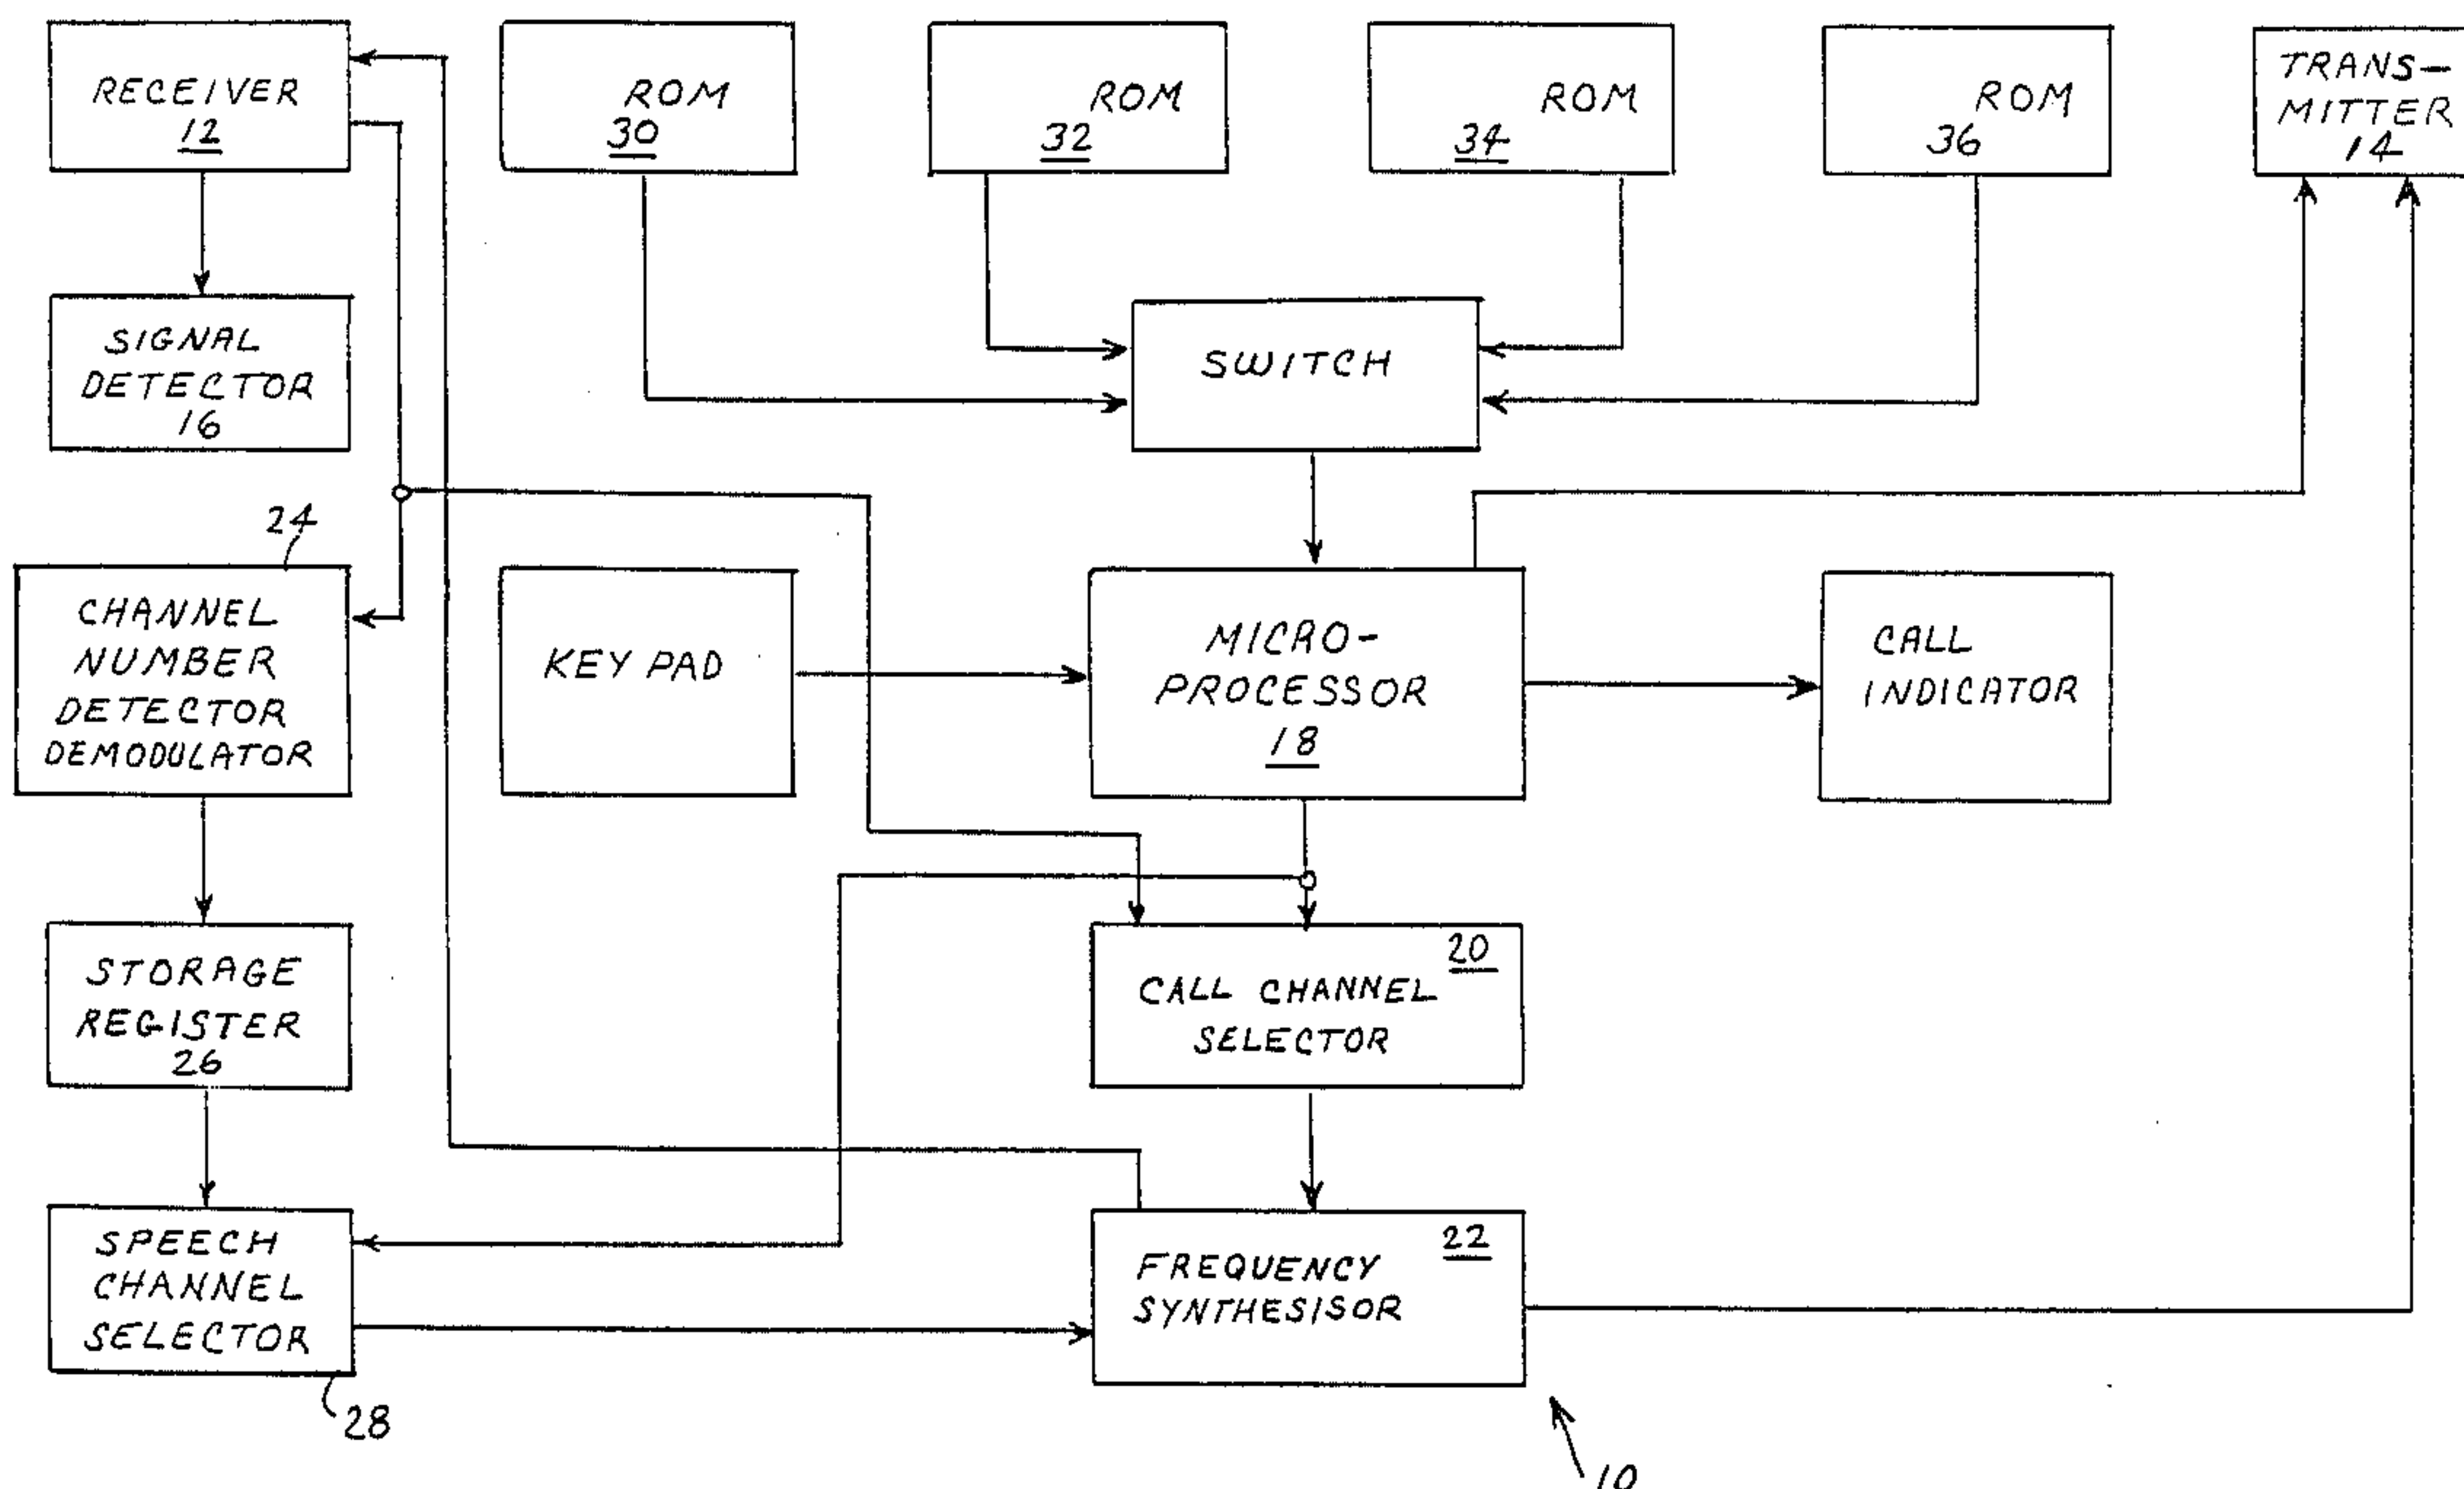 RECEIVER
12
ROM
30
ROM
32
ROM
34
ROM
36
TRANS-
MITTER
14
SIGNAL
DETECTOR
16
SWITCH
24
CHANNEL
NUMBER
DETECTOR
DEMODULATOR
KEY PAD
MICRO-
PROCESSOR
18
CALL
INDICATOR
STORAGE
REGISTER
26
20
CALL CHANNEL
SELECTOR
SPEECH
CHANNEL
SELECTOR
28
22
FREQUENCY
SYNTHESISOR
10